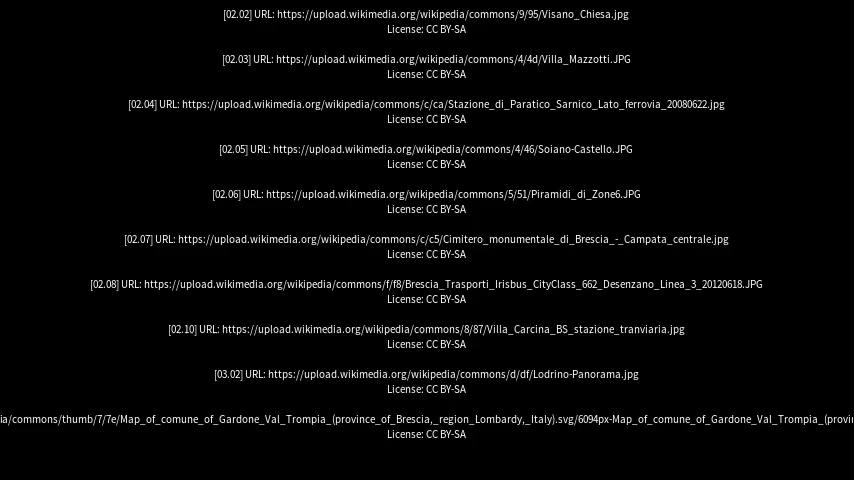 [02.02] URL: https://upload.wikimedia.org/wikipedia/commons/9/95/Visano_Chiesa.jpg
License: CC BY-SA
[02.03] URL: https://upload.wikimedia.org/wikipedia/commons/4/4d/Villa_Mazzotti.JPG
License: CC BY-SA
[02.04] URL: https://upload.wikimedia.org/wikipedia/commons/c/ca/Stazione_di_Paratico_Sarnico_Lato_ferrovia_20080622.jpg
License: CC BY-SA
[02.05] URL: https://upload.wikimedia.org/wikipedia/commons/4/46/Soiano-Castello.JPG
License: CC BY-SA
[02.06] URL: https://upload.wikimedia.org/wikipedia/commons/5/51/Piramidi_di_Zone6.JPG
License: CC BY-SA
[02.07] URL: https://upload.wikimedia.org/wikipedia/commons/c/c5/Cimitero_monumentale_di_Brescia_-_Campata_centrale.jpg
License: CC BY-SA
[02.08] URL: https://upload.wikimedia.org/wikipedia/commons/f/f8/Brescia_Trasporti_Irisbus_CityClass_662_Desenzano_Linea_3_20120618.JPG
License: CC BY-SA
[02.10] URL: https://upload.wikimedia.org/wikipedia/commons/8/87/Villa_Carcina_BS_stazione_tranviaria.jpg
License: CC BY-SA
[03.02] URL: https://upload.wikimedia.org/wikipedia/commons/d/df/Lodrino-Panorama.jpg
License: CC BY-SA
ia/commons/thumb/7/7e/Map_of_comune_of_Gardone_Val_Trompia_(province_of_Brescia,_region_Lombardy,_Italy).svg/6094px-Map_of_comune_of_Gardone_Val_Trompia_(provin
License: CC BY-SA